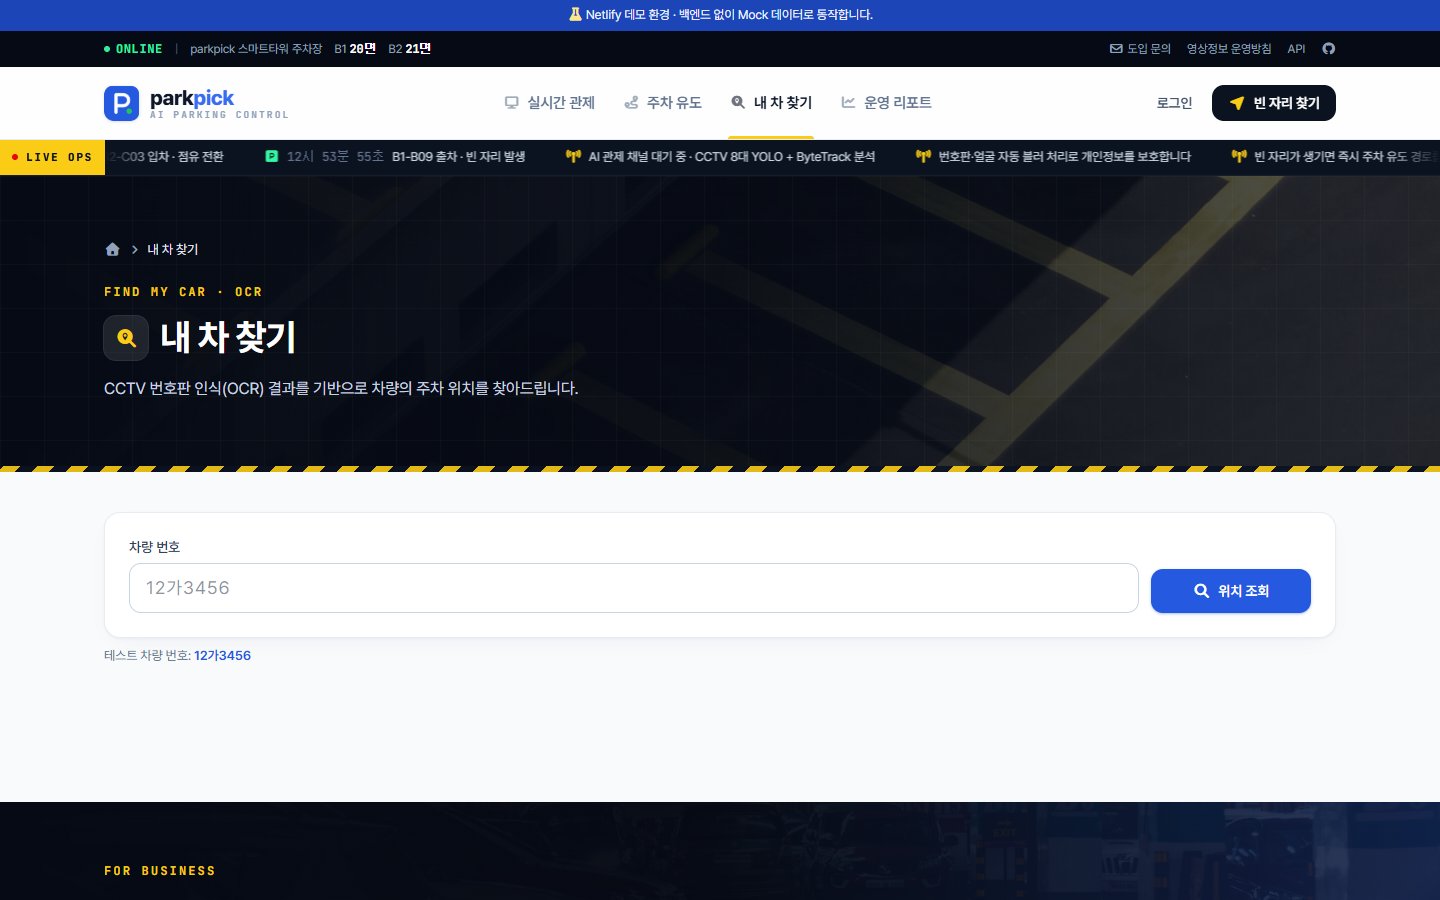 Netlify 데모 환경 · 백엔드 없이 Mock 데이터로 동작합니다.
ONLINE | parkpick 스마트타워 주차장 B1 20면 B2 21면
도입 문의 영상정보 운영방침 API
parkpick
AI PARKING CONTROL
실시간 관제 주차 유도 내 차 찾기 운영 리포트
로그인 빈 자리 찾기
LIVE OPS
2-C03 입차 · 점유 전환 12시 53분 55초 B1-B09 출차 · 빈 자리 발생 AI 관제 채널 대기 중 · CCTV 8대 YOLO + ByteTrack 분석 번호판·얼굴 자동 블러 처리로 개인정보를 보호합니다 빈 자리가 생기면 즉시 주차 유도 경로를
내 차 찾기
FIND MY CAR · OCR
내 차 찾기
CCTV 번호판 인식(OCR) 결과를 기반으로 차량의 주차 위치를 찾아드립니다.
차량 번호
12가3456
위치 조회
테스트 차량 번호: 12가3456
EXIT
FOR BUSINESS